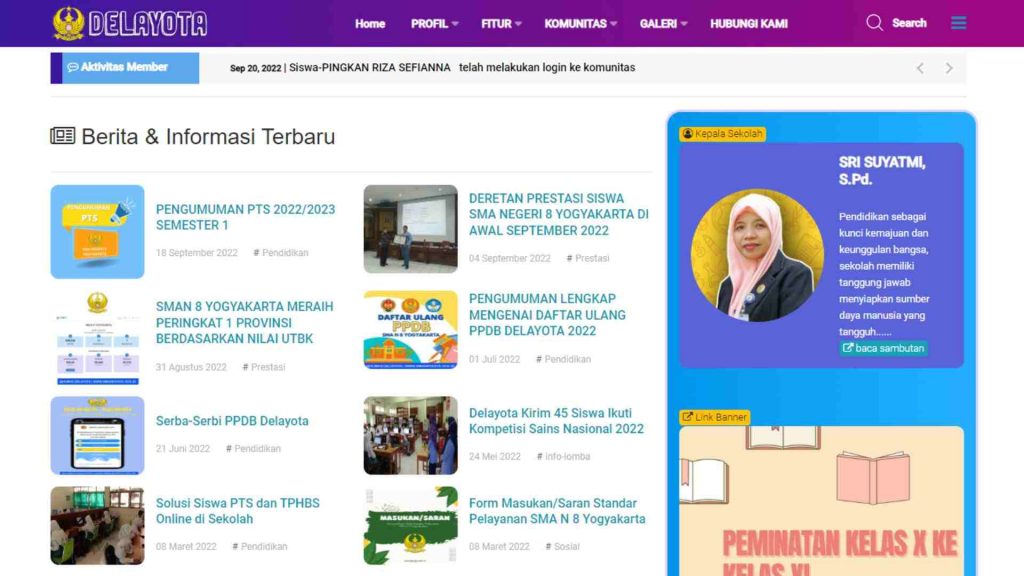 DELAYOTA
Home PROFIL FITUR KOMUNITAS GALERI HUBUNGI KAMI Search
Aktivitas Member
Sep 20, 2022 | Siswa-PINGKAN RIZA SEFIANNA telah melakukan login ke komunitas
Berita & Informasi Terbaru
PENGUMUMAN
PTS
PENGUMUMAN PTS 2022/2023
SEMESTER 1
18 September 2022 # Pendidikan
DERETAN PRESTASI SISWA
SMA NEGERI 8 YOGYAKARTA DI
AWAL SEPTEMBER 2022
04 September 2022 # Prestasi
SMAN 8 YOGYAKARTA MERAIH
PERINGKAT 1 PROVINSI
BERDASARKAN NILAI UTBK
31 Agustus 2022 # Prestasi
DAFTAR ULANG
PPDB
SMA N 8 YOGYAKARTA
PENGUMUMAN LENGKAP
MENGENAI DAFTAR ULANG
PPDB DELAYOTA 2022
01 Juli 2022 # Pendidikan
Serba-Serbi PPDB Delayota
21 Juni 2022 # Pendidikan
Delayota Kirim 45 Siswa Ikuti
Kompetisi Sains Nasional 2022
24 Mei 2022 # info-lomba
Solusi Siswa PTS dan TPHBS
Online di Sekolah
08 Maret 2022 # Pendidikan
MASUKAN/SARAN
Form Masukan/Saran Standar
Pelayanan SMA N 8 Yogyakarta
08 Maret 2022 # Sosial
Kepala Sekolah
SRI SUYATMI,
S.Pd.
Pendidikan sebagai
kunci kemajuan dan
keunggulan bangsa,
sekolah memiliki
tanggung jawab
menyiapkan sumber
daya manusia yang
tangguh......
baca sambutan
Link Banner
PEMINATAN KELAS X KE
KELAS XI